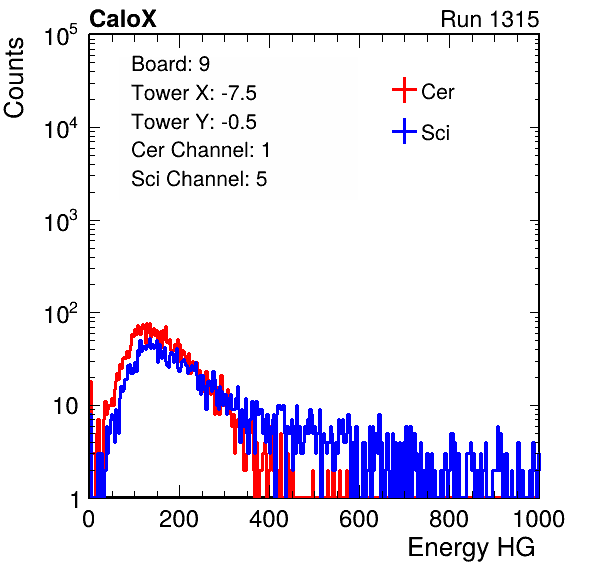 CaloX Run 1315
Counts
Board: 9
Tower X: -7.5
Tower Y: -0.5
Cer Channel: 1
Sci Channel: 5
Cer
Sci
10^5
10^4
10^3
10^2
10
1
0 200 400 600 800 1000
Energy HG